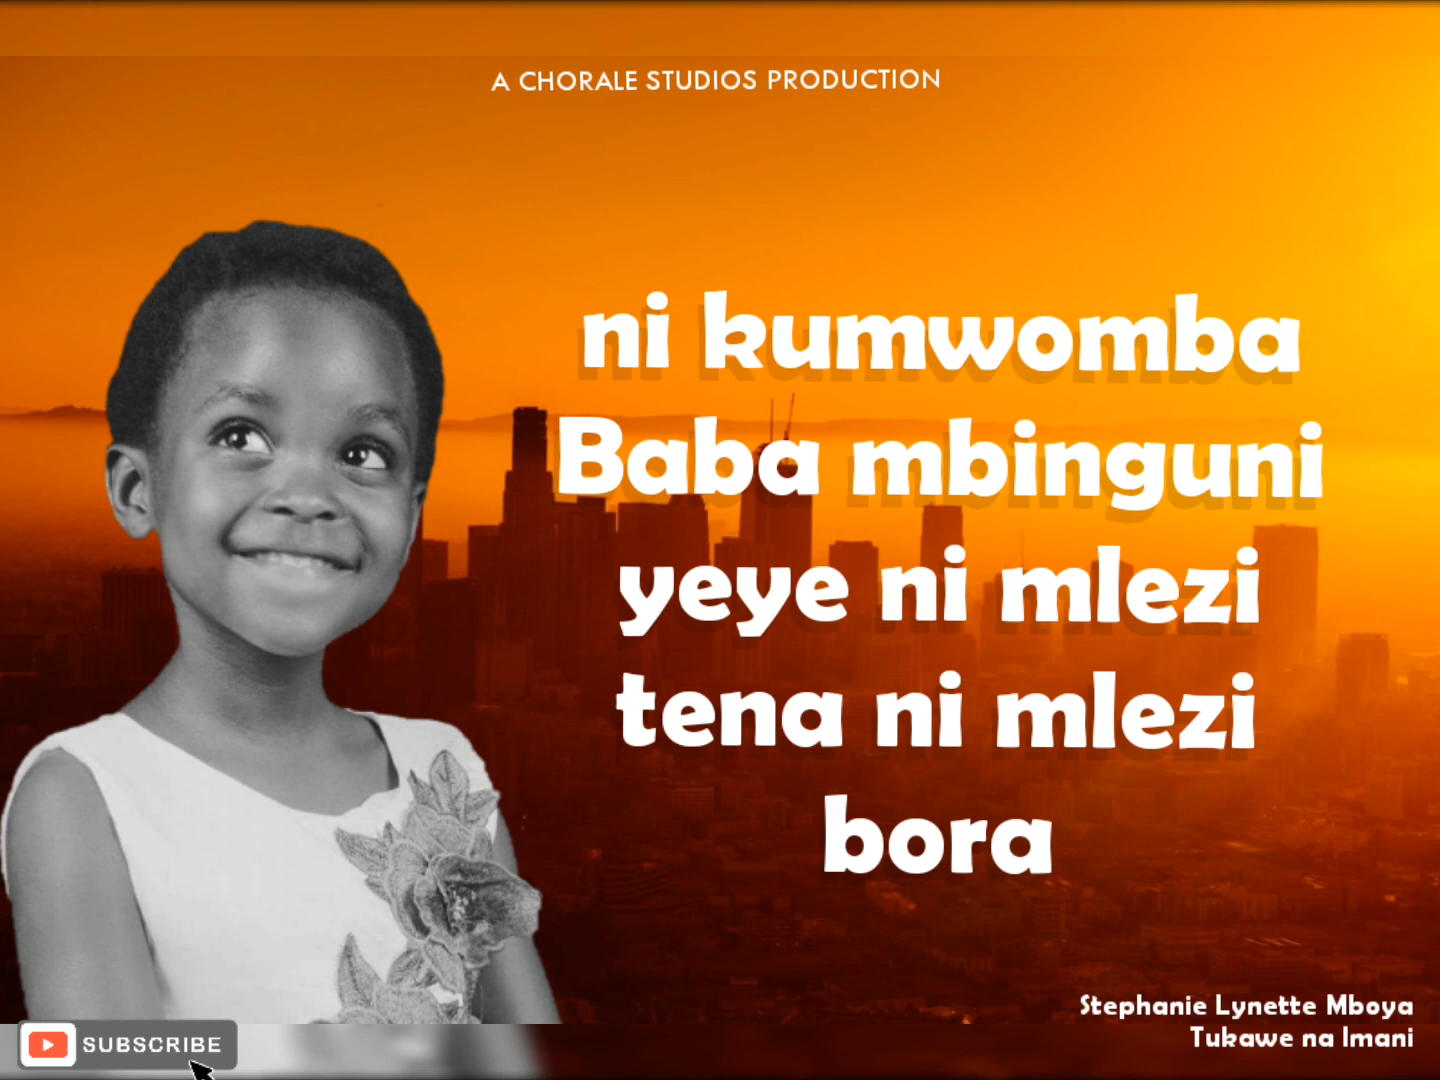 A CHORALE STUDIOS PRODUCTION
ni kumwomba
Baba mbinguni
yeye ni mlezi
tena ni mlezi
bora
Stephanie Lynette Mboya
Tukawe na Imani
SUBSCRIBE